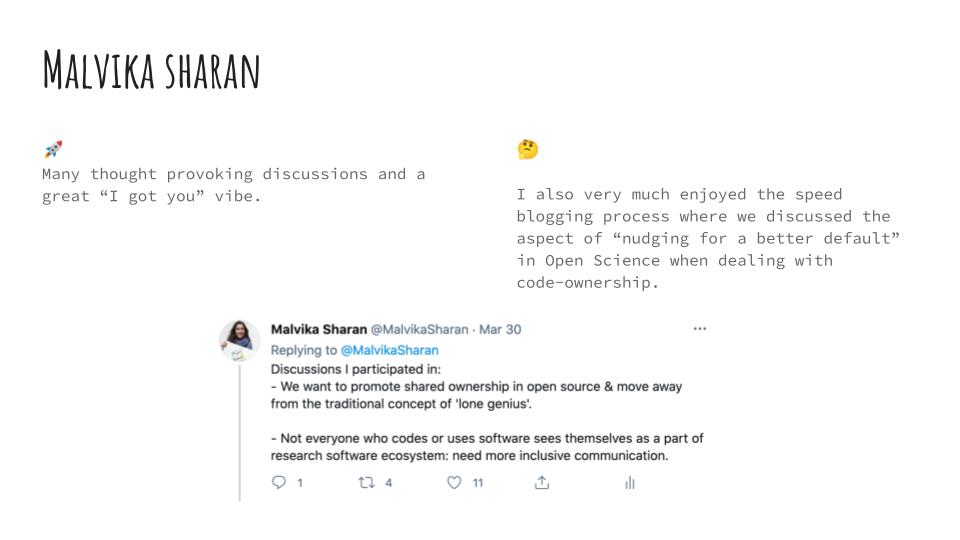 Malvika sharan
🚀
Many thought provoking discussions and a
great “I got you” vibe.
🤔
I also very much enjoyed the speed
blogging process where we discussed the
aspect of “nudging for a better default”
in Open Science when dealing with
code-ownership.
Malvika Sharan @MalvikaSharan · Mar 30 ···
Replying to @MalvikaSharan
Discussions I participated in:
- We want to promote shared ownership in open source & move away
from the traditional concept of 'lone genius'.
- Not everyone who codes or uses software sees themselves as a part of
research software ecosystem: need more inclusive communication.
1 4 11